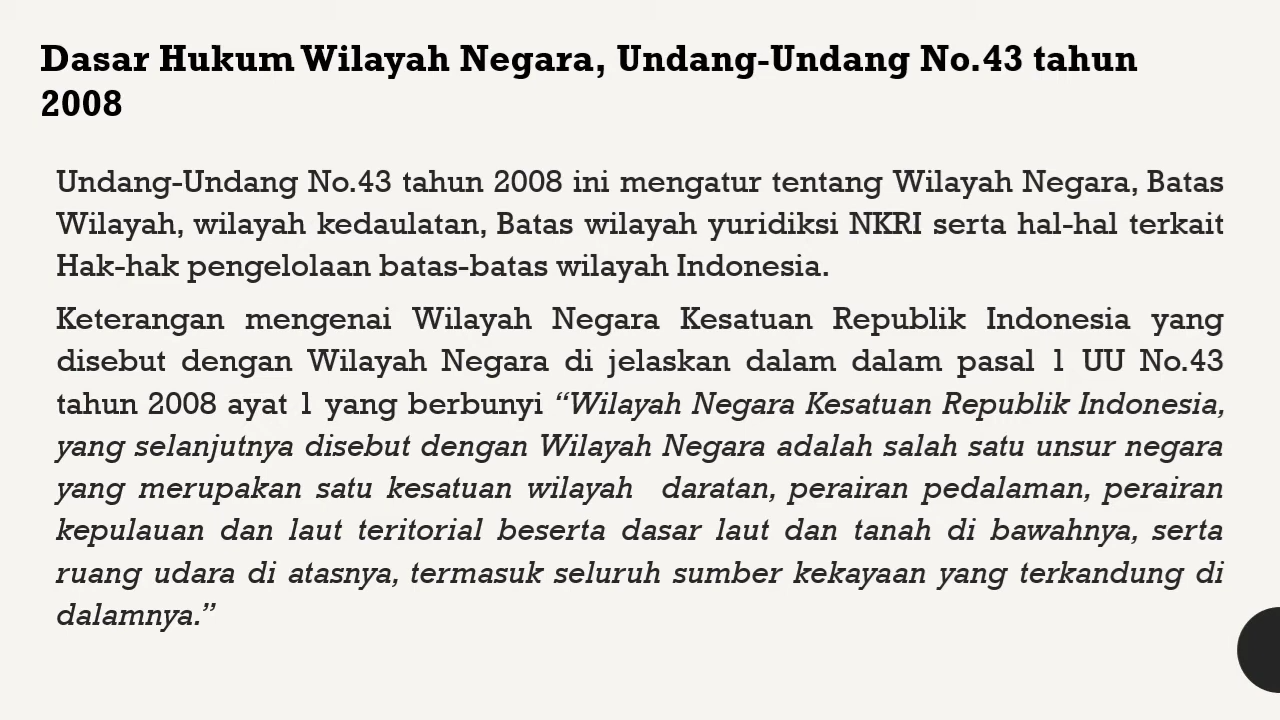 Dasar Hukum Wilayah Negara, Undang-Undang No.43 tahun
2008
Undang-Undang No.43 tahun 2008 ini mengatur tentang Wilayah Negara, Batas
Wilayah, wilayah kedaulatan, Batas wilayah yuridiksi NKRI serta hal-hal terkait
Hak-hak pengelolaan batas-batas wilayah Indonesia.
Keterangan mengenai Wilayah Negara Kesatuan Republik Indonesia yang
disebut dengan Wilayah Negara di jelaskan dalam dalam pasal 1 UU No.43
tahun 2008 ayat 1 yang berbunyi “Wilayah Negara Kesatuan Republik Indonesia,
yang selanjutnya disebut dengan Wilayah Negara adalah salah satu unsur negara
yang merupakan satu kesatuan wilayah daratan, perairan pedalaman, perairan
kepulauan dan laut teritorial beserta dasar laut dan tanah di bawahnya, serta
ruang udara di atasnya, termasuk seluruh sumber kekayaan yang terkandung di
dalamnya.”